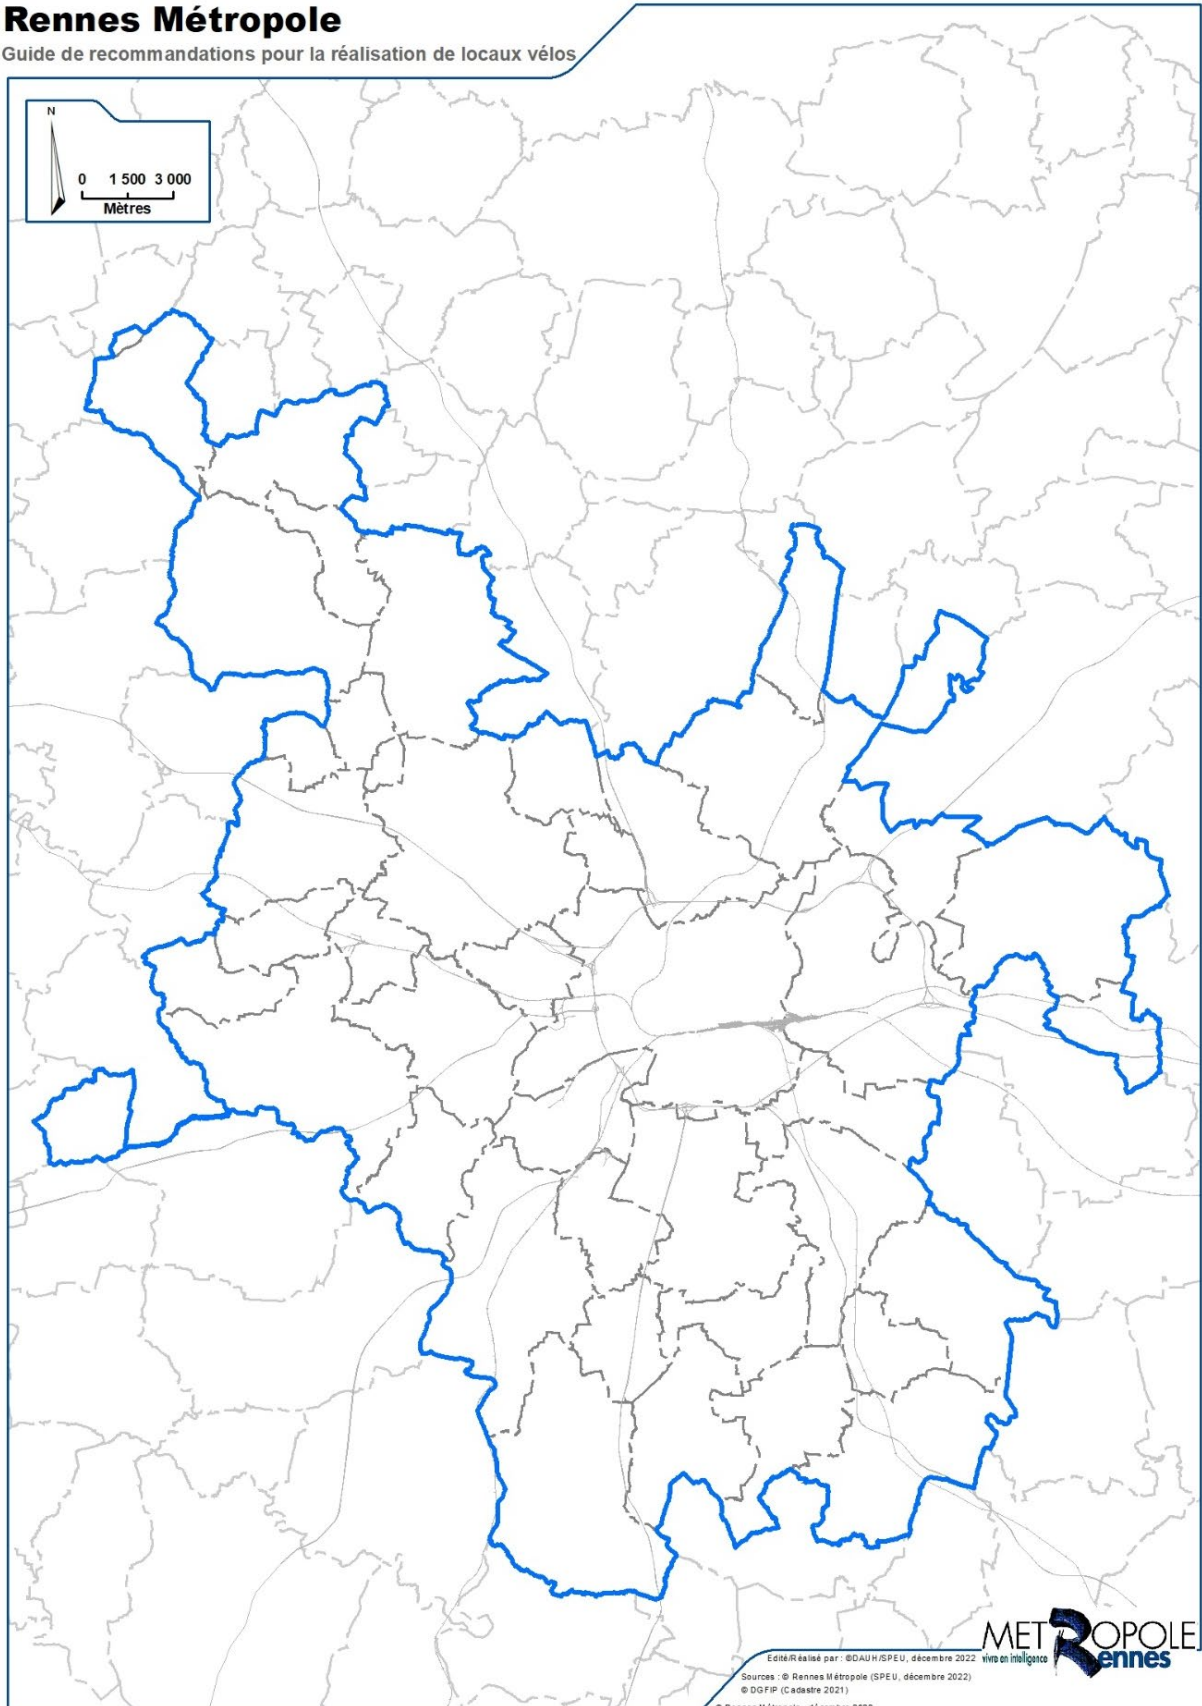 Rennes Métropole
Guide de recommandations pour la réalisation de locaux vélos
N
0 1 500 3 000
Mètres
METROPOLE
vivre en intelligence Rennes
Edité/Réalisé par : ©DAUH/SPEU, décembre 2022
Sources : © Rennes Métropole (SPEU, décembre 2022)
© DGFIP (Cadastre 2021)